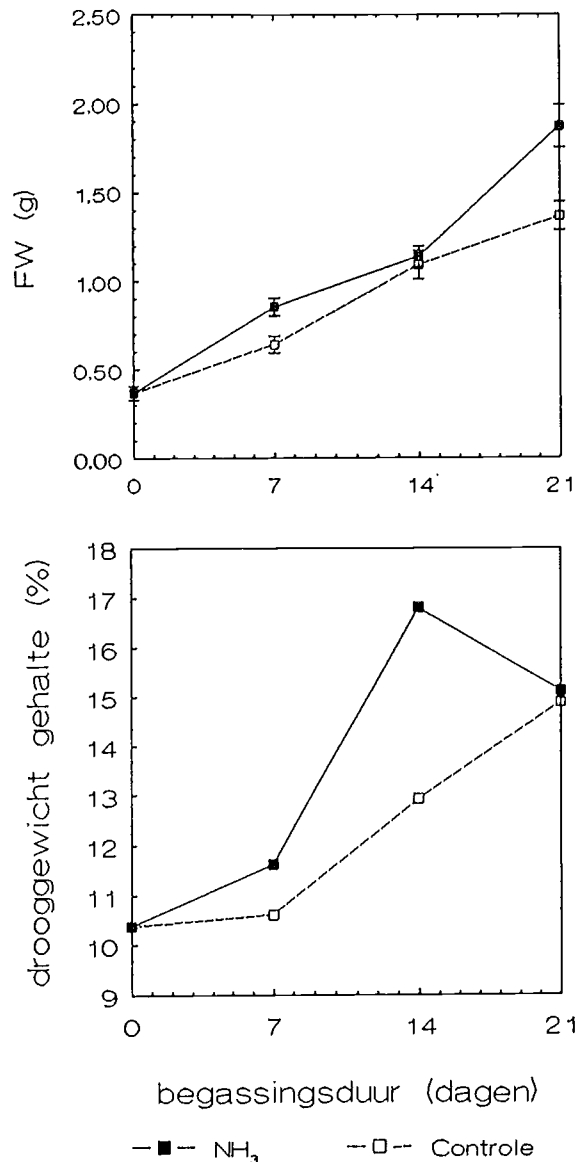 2.50
2.00
1.50
1.00
0.50
0.00
FW (g)
0 7 14 21
18
17
16
15
14
13
12
11
10
9
drooggewicht gehalte (%)
0 7 14 21
begassingsduur (dagen)
NH₃ Controle